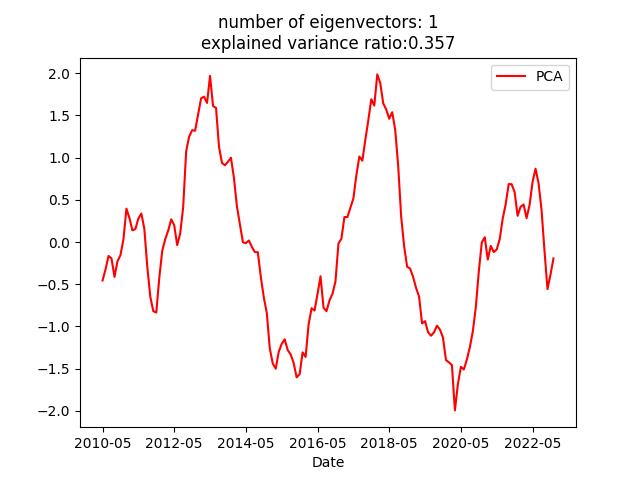 number of eigenvectors: 1
explained variance ratio:0.357
PCA
2.0
1.5
1.0
0.5
0.0
−0.5
−1.0
−1.5
−2.0
2010-05 2012-05 2014-05 2016-05 2018-05 2020-05 2022-05
Date